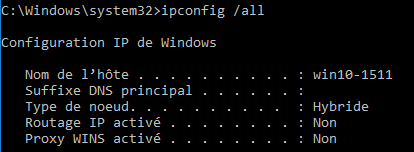 C:\Windows\system32>ipconfig /all
Configuration IP de Windows
Nom de l’hôte . . . . . . . . . . : win10-1511
Suffixe DNS principal . . . . . . :
Type de noeud. . . . . . . . . . : Hybride
Routage IP activé . . . . . . . . : Non
Proxy WINS activé . . . . . . . . : Non